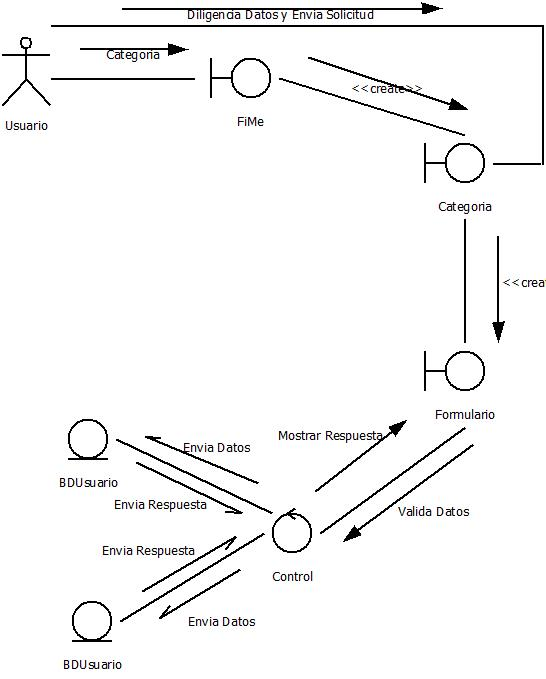 Diligencia Datos y Envia Solicitud
Categoria
Usuario
FiMe
<<create>>
Categoria
<<creat
Formulario
Mostrar Respuesta
Envia Datos
BDUsuario
Envia Respuesta
Valida Datos
Envia Respuesta
Control
Envia Datos
BDUsuario